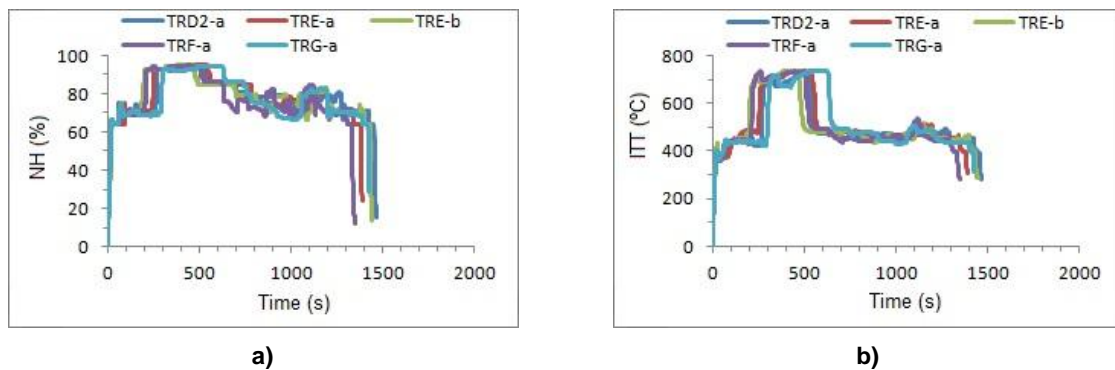 TRD2-a TRE-a TRE-b
TRF-a TRG-a
NH (%)
100
80
60
40
20
0
0 500 1000 1500 2000
Time (s)
a)
TRD2-a TRE-a TRE-b
TRF-a TRG-a
ITT (ºC)
800
600
400
200
0
0 500 1000 1500 2000
Time (s)
b)